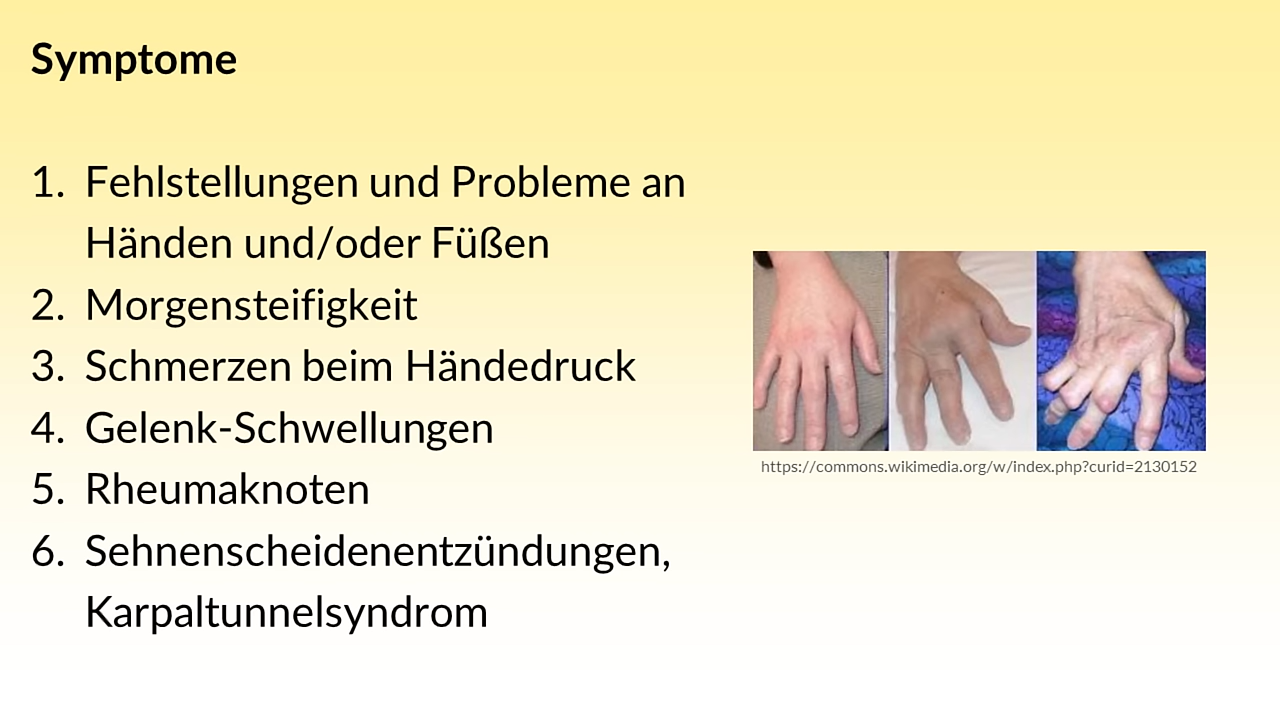 Symptome
1. Fehlstellungen und Probleme an
Händen und/oder Füßen
2. Morgensteifigkeit
3. Schmerzen beim Händedruck
4. Gelenk-Schwellungen
5. Rheumaknoten
6. Sehnenscheidenentzündungen,
Karpaltunnelsyndrom
https://commons.wikimedia.org/w/index.php?curid=2130152